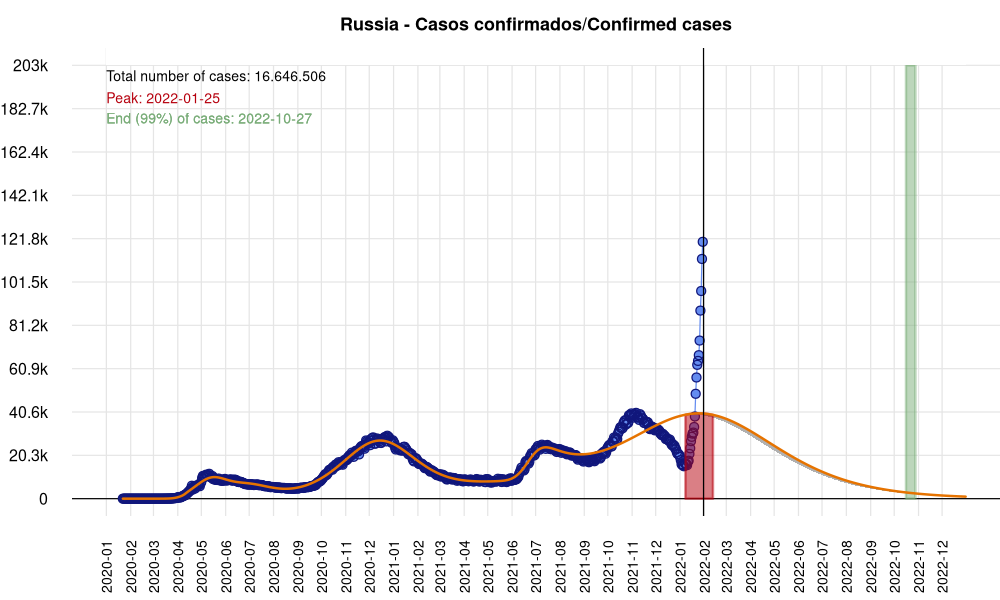 Russia - Casos confirmados/Confirmed cases
Total number of cases: 16.646.506
Peak: 2022-01-25
End (99%) of cases: 2022-10-27
203k
182.7k
162.4k
142.1k
121.8k
101.5k
81.2k
60.9k
40.6k
20.3k
0
2020-01
2020-02
2020-03
2020-04
2020-05
2020-06
2020-07
2020-08
2020-09
2020-10
2020-11
2020-12
2021-01
2021-02
2021-03
2021-04
2021-05
2021-06
2021-07
2021-08
2021-09
2021-10
2021-11
2021-12
2022-01
2022-02
2022-03
2022-04
2022-05
2022-06
2022-07
2022-08
2022-09
2022-10
2022-11
2022-12